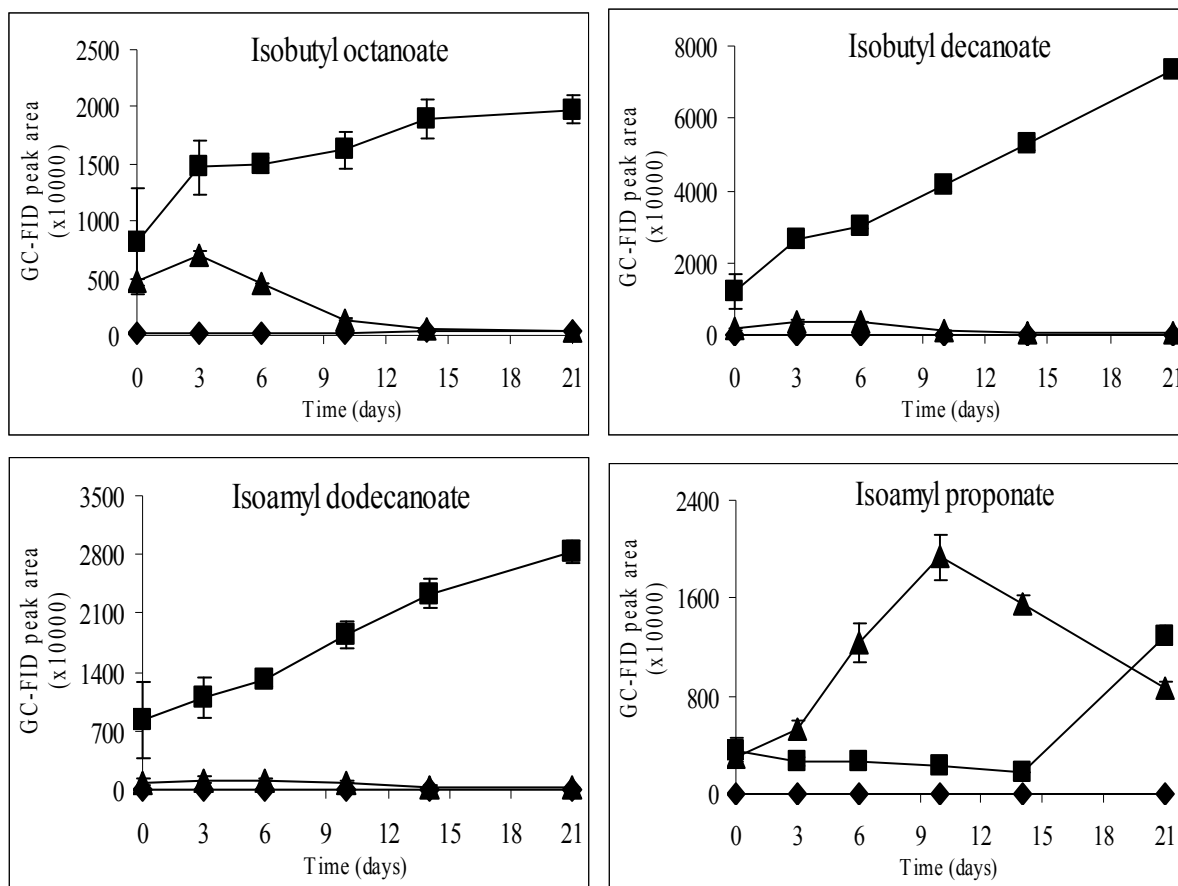 Isobutyl octanoate
GC-FID peak area
(x10000)
2500
2000
1500
1000
500
0
0 3 6 9 12 15 18 21
Time (days)
Isobutyl decanoate
GC-FID peak area
(x10000)
8000
6000
4000
2000
0
0 3 6 9 12 15 18 21
Time (days)
Isoamyl dodecanoate
GC-FID peak area
(x10000)
3500
2800
2100
1400
700
0
0 3 6 9 12 15 18 21
Time (days)
Isoamyl proponate
GC-FID peak area
(x10000)
2400
1600
800
0
0 3 6 9 12 15 18 21
Time (days)